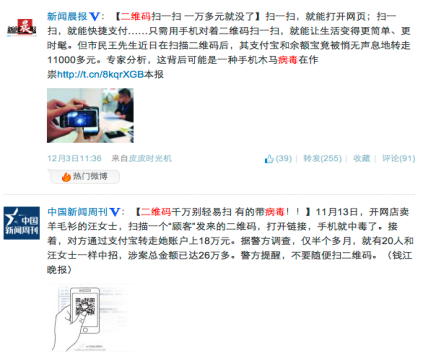 新闻晨报V：【二维码扫一扫 一万多元就没了】扫一扫，就能打开网页；扫一
扫，就能快捷支付……只需用手机对着二维码扫一扫，就能让生活变得更简单、更
时髦。但市民王先生近日在扫描二维码后，其支付宝和余额宝竟被悄无声息地转走
11000多元。专家分析，这背后可能是一种手机木马病毒在作
祟http://t.cn/8kqrXGB本报
12月3日11:36 来自皮皮时光机
(39) | 转发(255) | 收藏 | 评论(91)
热门微博
中国新闻周刊V：【二维码千万别轻易扫 有的带病毒！！】11月13日，开网店卖
羊毛衫的汪女士，扫描一个“顾客”发来的二维码，打开链接，手机就中毒了。接
着，对方通过支付宝转走她账户上18万元。据警方调查，仅半个多月，就有20人和
汪女士一样中招，涉案总金额已达26万多。警方提醒，不要随便扫二维码。（钱江
晚报）
中国
新闻周刊